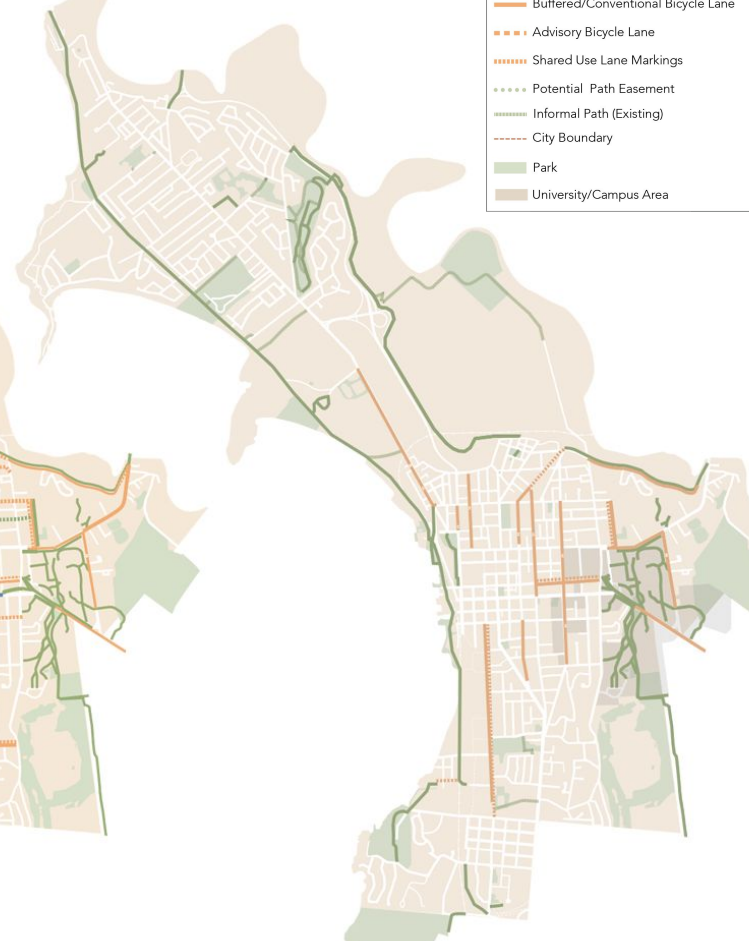 Buffered/Conventional Bicycle Lane
Advisory Bicycle Lane
Shared Use Lane Markings
Potential Path Easement
Informal Path (Existing)
City Boundary
Park
University/Campus Area